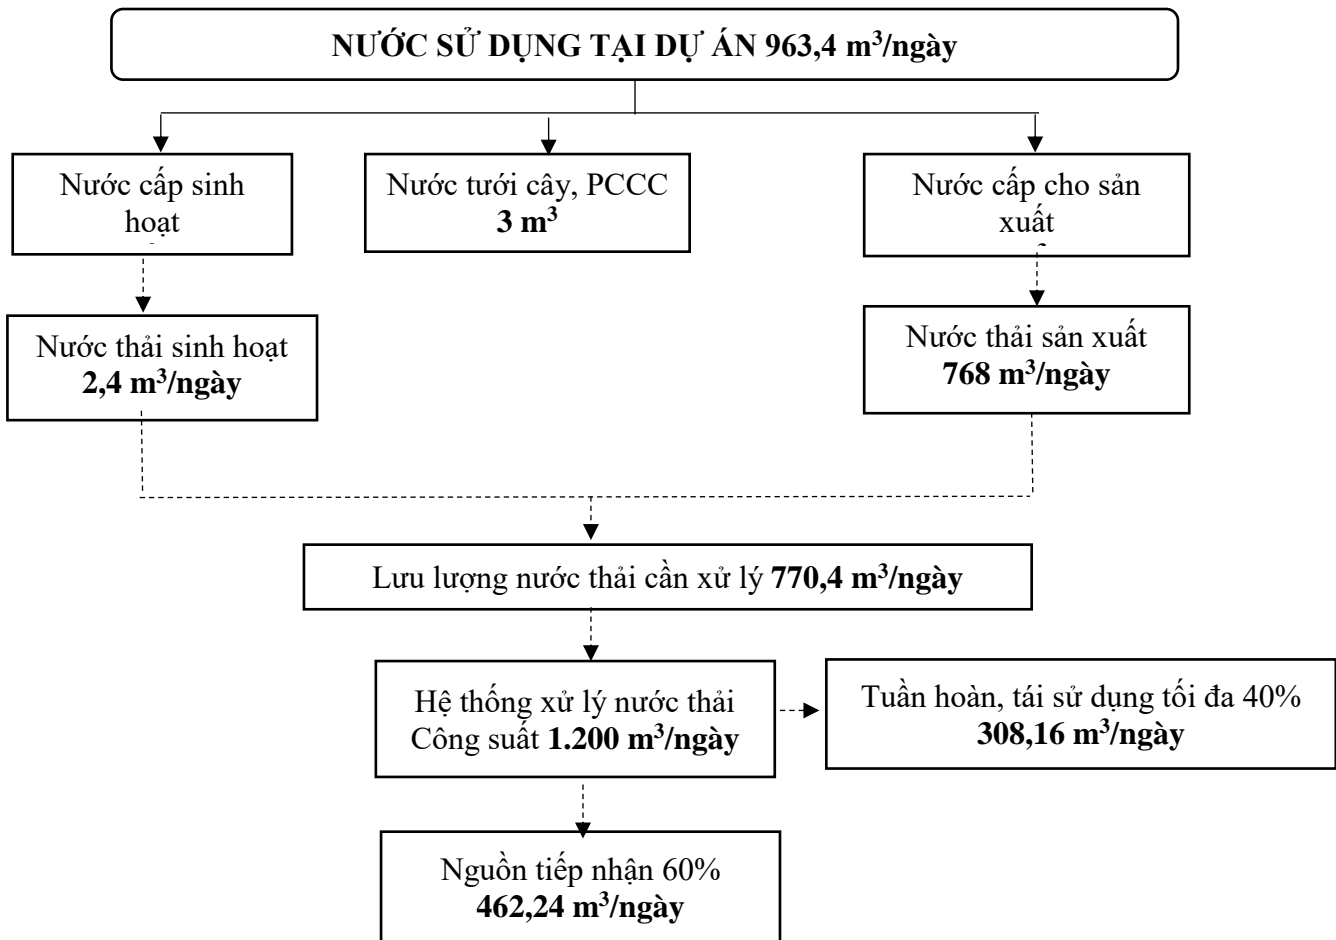 NƯỚC SỬ DỤNG TẠI DỰ ÁN 963,4 m³/ngày
Nước cấp sinh
hoạt
Nước tưới cây, PCCC
3 m³
Nước cấp cho sản
xuất
Nước thải sinh hoạt
2,4 m³/ngày
Nước thải sản xuất
768 m³/ngày
Lưu lượng nước thải cần xử lý 770,4 m³/ngày
Hệ thống xử lý nước thải
Công suất 1.200 m³/ngày
Tuần hoàn, tái sử dụng tối đa 40%
308,16 m³/ngày
Nguồn tiếp nhận 60%
462,24 m³/ngày